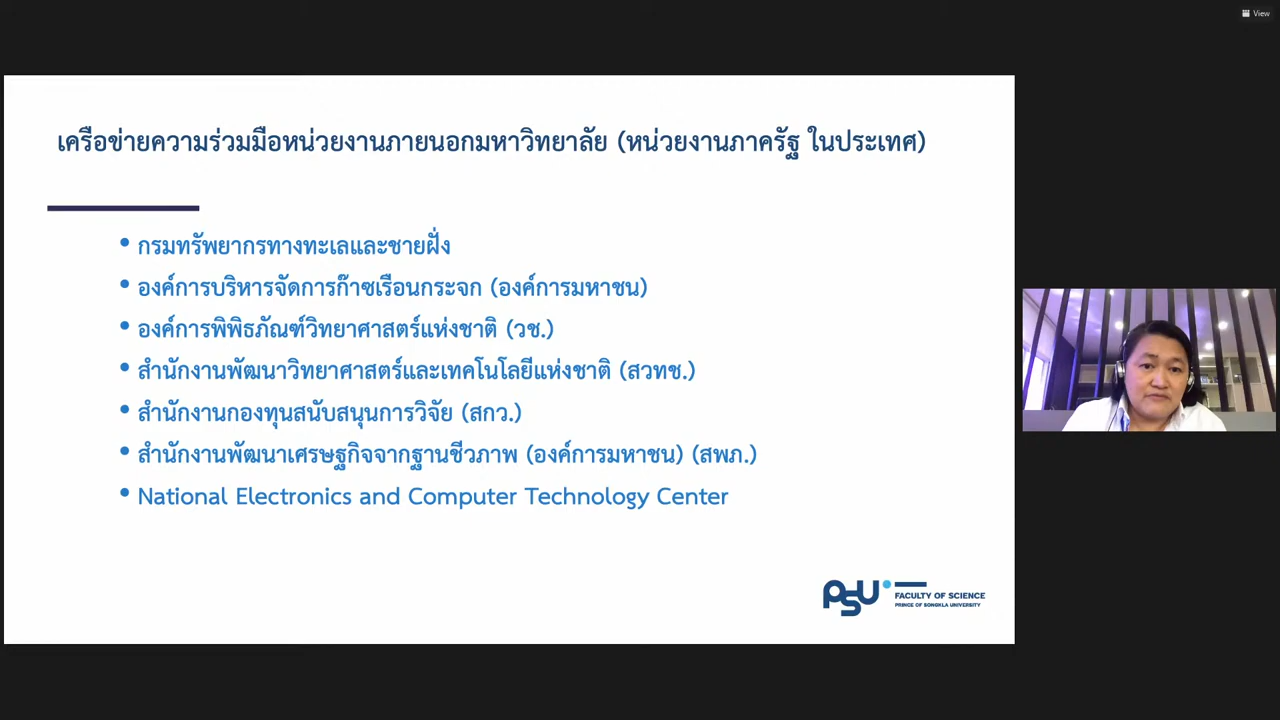 View
เครือข่ายความร่วมมือหน่วยงานภายนอกมหาวิทยาลัย (หน่วยงานภาครัฐ ในประเทศ)
• กรมทรัพยากรทางทะเลและชายฝั่ง
• องค์การบริหารจัดการก๊าซเรือนกระจก (องค์การมหาชน)
• องค์การพิพิธภัณฑ์วิทยาศาสตร์แห่งชาติ (วช.)
• สำนักงานพัฒนาวิทยาศาสตร์และเทคโนโลยีแห่งชาติ (สวทช.)
• สำนักงานกองทุนสนับสนุนการวิจัย (สกว.)
• สำนักงานพัฒนาเศรษฐกิจจากฐานชีวภาพ (องค์การมหาชน) (สพภ.)
• National Electronics and Computer Technology Center
PSU
FACULTY OF SCIENCE
PRINCE OF SONGKLA UNIVERSITY